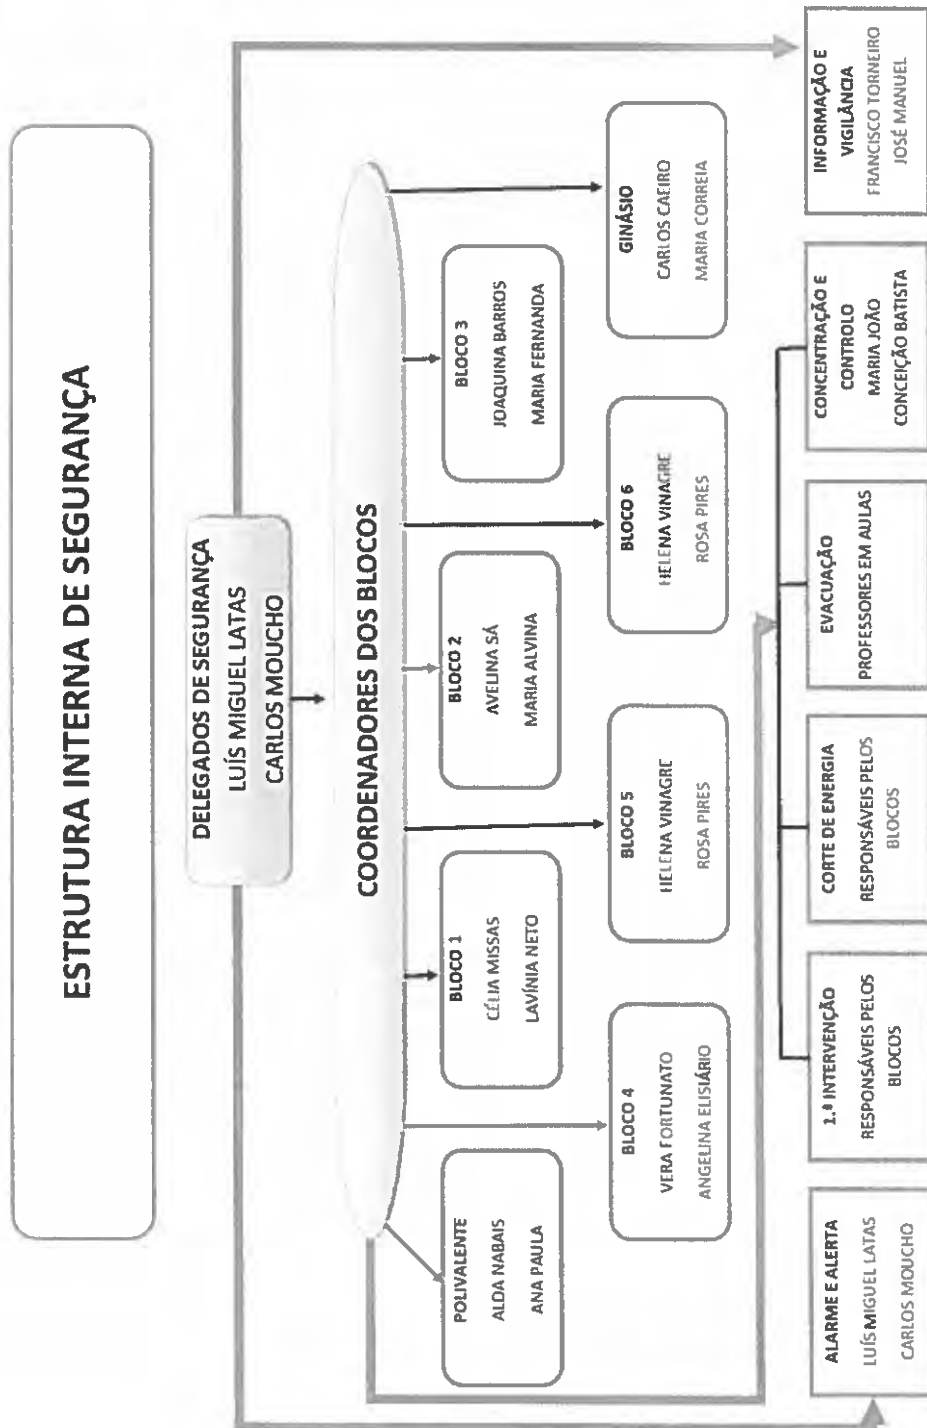 ESTRUTURA INTERNA DE SEGURANÇA
DELEGADOS DE SEGURANÇA
LUÍS MIGUEL LATAS
CARLOS MOUCHO
COORDENADORES DOS BLOCOS
POLIVALENTE
ALDA NABAIS
ANA PAULA
BLOCO 1
CÉLIA MISSAS
LAVÍNIA NETO
BLOCO 2
AVELINA SÁ
MARIA ALVINA
BLOCO 3
JOAQUINA BARROS
MARIA FERNANDA
BLOCO 4
VERA FORTUNATO
ANGELINA ELISIÁRIO
BLOCO 5
HELENA VINAGRE
ROSA PIRES
BLOCO 6
HELENA VINAGRE
ROSA PIRES
GINÁSIO
CARLOS CAEIRO
MARIA CORREIA
ALARME E ALERTA
LUÍS MIGUEL LATAS
CARLOS MOUCHO
1.ª INTERVENÇÃO
RESPONSÁVEIS PELOS
BLOCOS
CORTE DE ENERGIA
RESPONSÁVEIS PELOS
BLOCOS
EVACUAÇÃO
PROFESSORES EM AULAS
CONCENTRAÇÃO E
CONTROLO
MARIA JOÃO
CONCEIÇÃO BATISTA
INFORMAÇÃO E
VIGILÂNCIA
FRANCISCO TORNEIRO
JOSÉ MANUEL